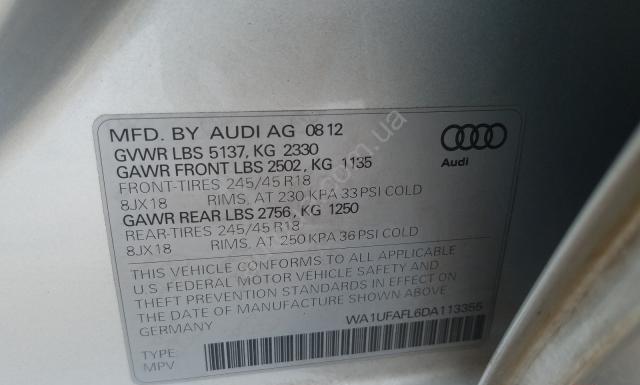 MFD. BY AUDI AG 08 12
GVWR LBS 5137, KG 2330
GAWR FRONT LBS 2502, KG 1135
FRONT-TIRES 245/45 R18
8JX18 RIMS, AT 230 KPA 33 PSI COLD
GAWR REAR LBS 2756, KG 1250
REAR-TIRES 245/45 R18
8JX18 RIMS, AT 250 KPA 36 PSI COLD
Audi
THIS VEHICLE CONFORMS TO ALL APPLICABLE
U.S. FEDERAL MOTOR VEHICLE SAFETY AND
THEFT PREVENTION STANDARDS IN EFFECT ON
THE DATE OF MANUFACTURE SHOWN ABOVE.
WA1UFAFL6DA113355
TYPE:
MPV